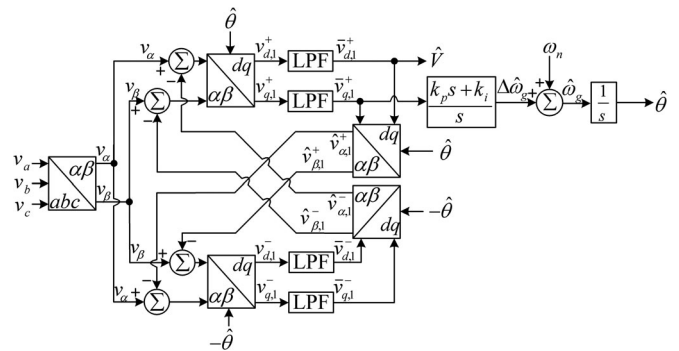 θ̂
v_α
Σ
+
-
dq
αβ
v_{d,1}^+
LPF
v̄_{d,1}^+
V̂
v_β
Σ
+
-
v_{q,1}^+
LPF
v̄_{q,1}^+
k_p s + k_i
s
Δω̂_g
ω_n
+
+
Σ
ω̂_g
1
s
θ̂
v_a
v_b
v_c
αβ
abc
v_α
v_β
v̂_{α,1}^+
v̂_{β,1}^+
dq
αβ
θ̂
v̂_{α,1}^-
v̂_{β,1}^-
αβ
dq
-θ̂
v_β
+
-
Σ
dq
αβ
v_{d,1}^-
LPF
v̄_{d,1}^-
v_α
+
-
Σ
v_{q,1}^-
LPF
v̄_{q,1}^-
-θ̂